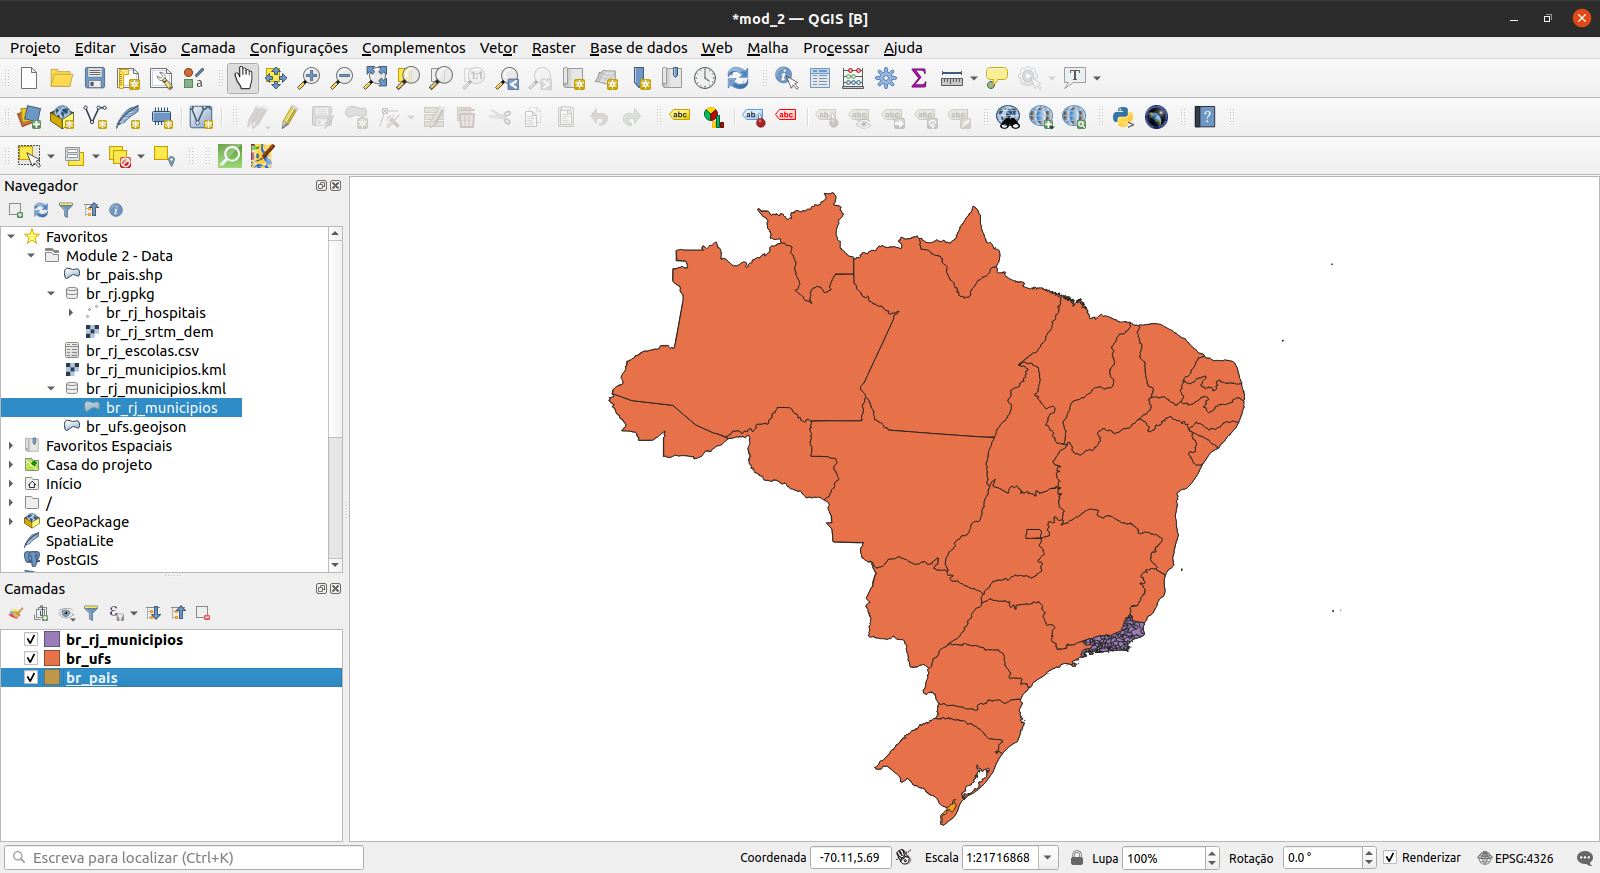 *mod_2 — QGIS [B]
Projeto Editar Visão Camada Configurações Complementos Vetor Raster Base de dados Web Malha Processar Ajuda
Navegador
Favoritos
Module 2 - Data
br_pais.shp
br_rj.gpkg
br_rj_hospitais
br_rj_srtm_dem
br_rj_escolas.csv
br_rj_municipios.kml
br_rj_municipios.kml
br_rj_municipios
br_ufs.geojson
Favoritos Espaciais
Casa do projeto
Início
/
GeoPackage
SpatiaLite
PostGIS
Camadas
br_rj_municipios
br_ufs
br_pais
Escreva para localizar (Ctrl+K)
Coordenada -70.11,5.69 Escala 1:21716868 Lupa 100% Rotação 0.0 ° Renderizar EPSG:4326